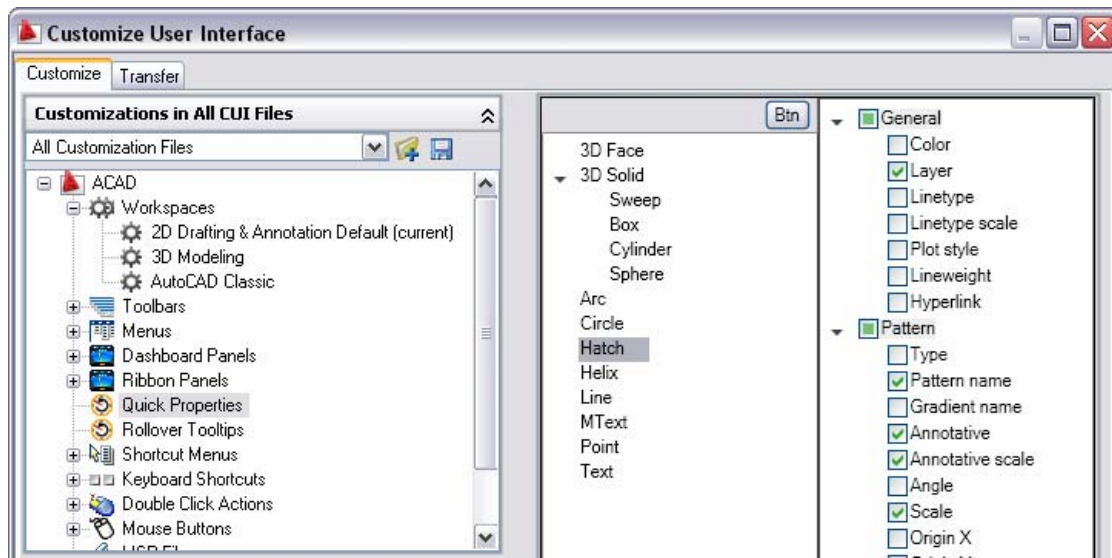 Customize User Interface
Customize Transfer
Customizations in All CUI Files
All Customization Files
ACAD
Workspaces
2D Drafting & Annotation Default (current)
3D Modeling
AutoCAD Classic
Toolbars
Menus
Dashboard Panels
Ribbon Panels
Quick Properties
Rollover Tooltips
Shortcut Menus
Keyboard Shortcuts
Double Click Actions
Mouse Buttons
Btn
3D Face
3D Solid
Sweep
Box
Cylinder
Sphere
Arc
Circle
Hatch
Helix
Line
MText
Point
Text
General
Color
Layer
Linetype
Linetype scale
Plot style
Lineweight
Hyperlink
Pattern
Type
Pattern name
Gradient name
Annotative
Annotative scale
Angle
Scale
Origin X